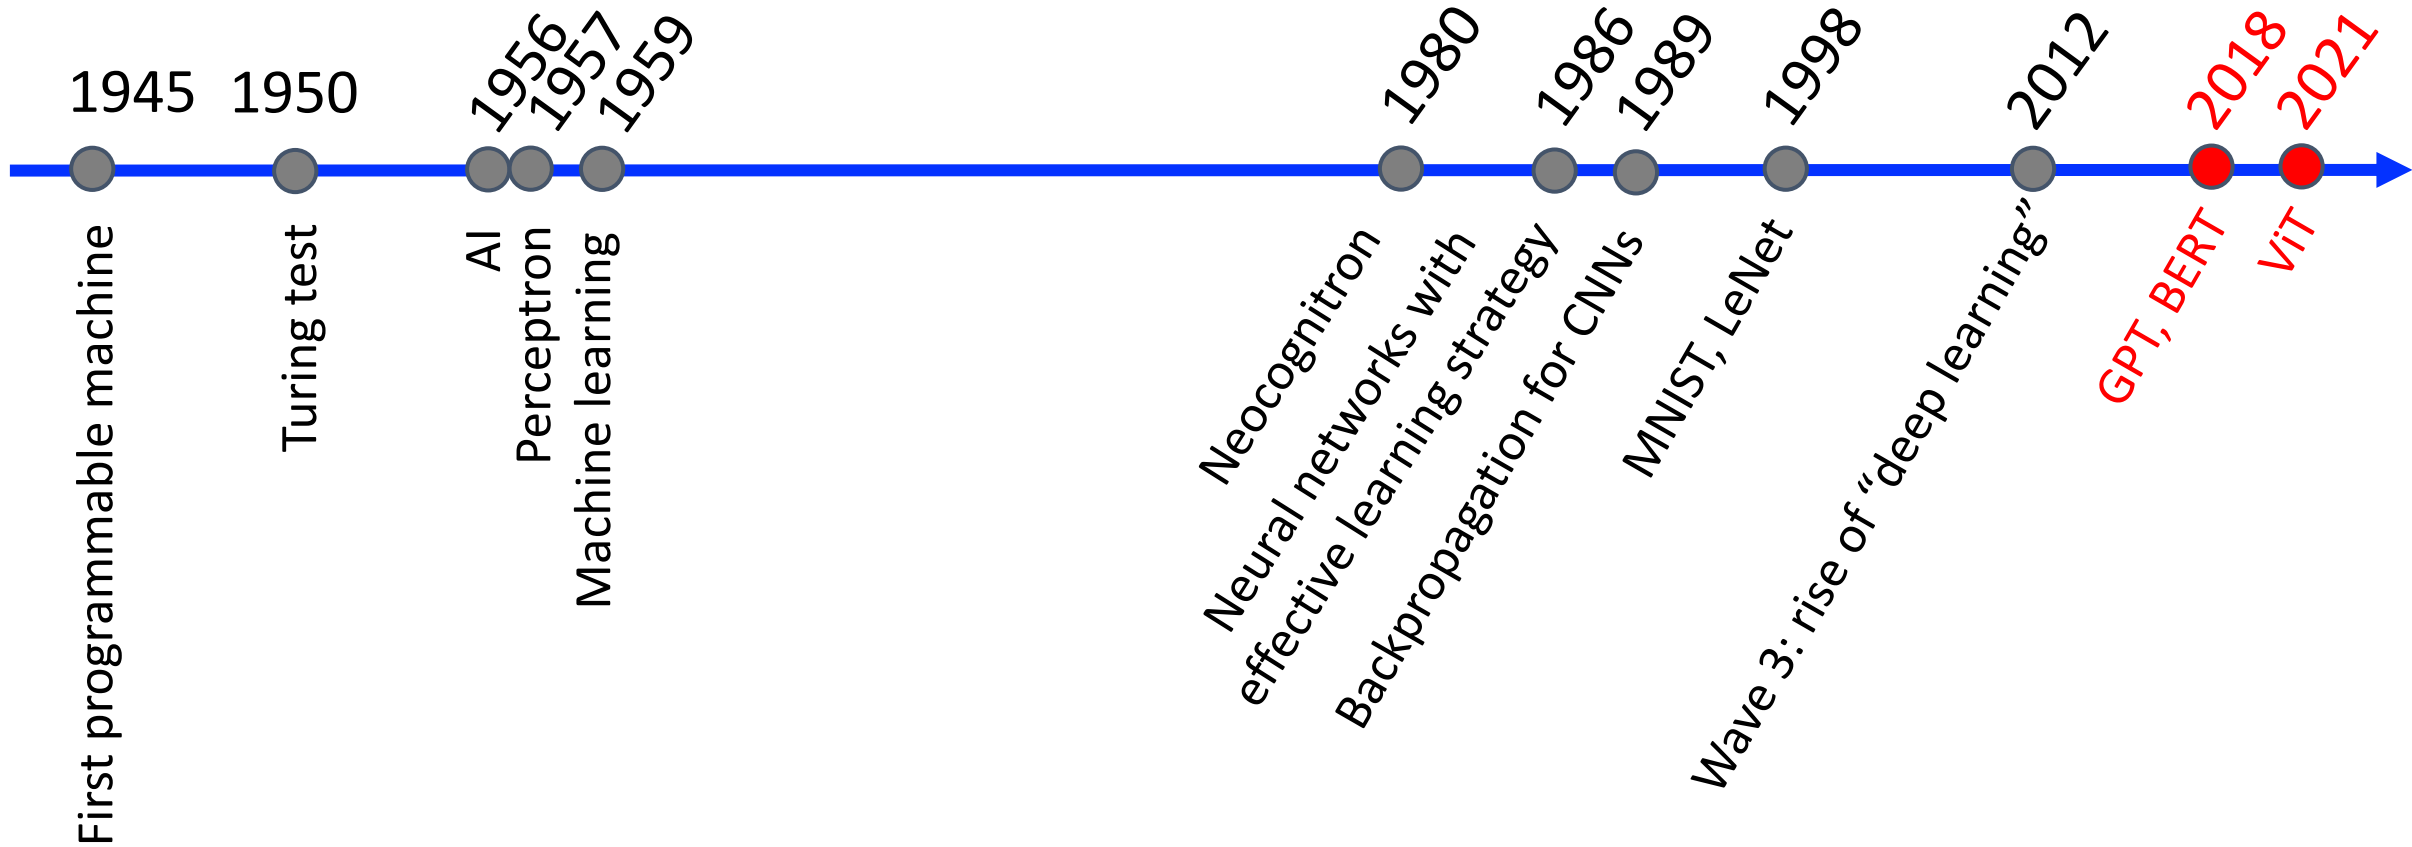 1945
1950
1956
1957
1959
1980
1986
1989
1998
2012
2018
2021
First programmable machine
Turing test
AI
Perceptron
Machine learning
Neocognitron
Neural networks with
effective learning strategy
Backpropagation for CNNs
MNIST, LeNet
Wave 3: rise of “deep learning”
GPT, BERT
ViT